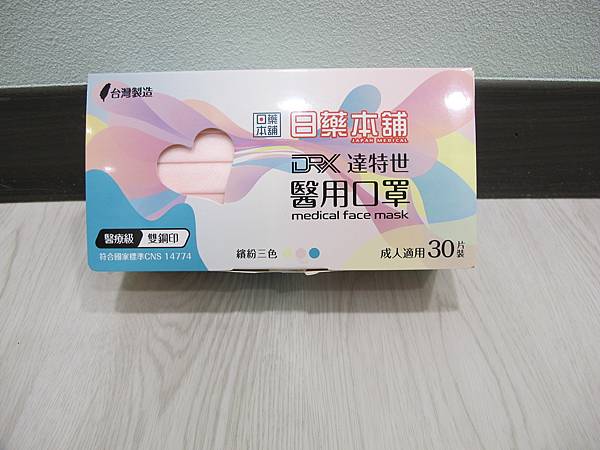 台灣製造
日藥
本舖
日藥本舖
JAPAN MEDICAL
DRX 達特世
醫用口罩
medical face mask
醫療級 雙鋼印
符合國家標準CNS 14774
繽紛三色
成人適用30片裝